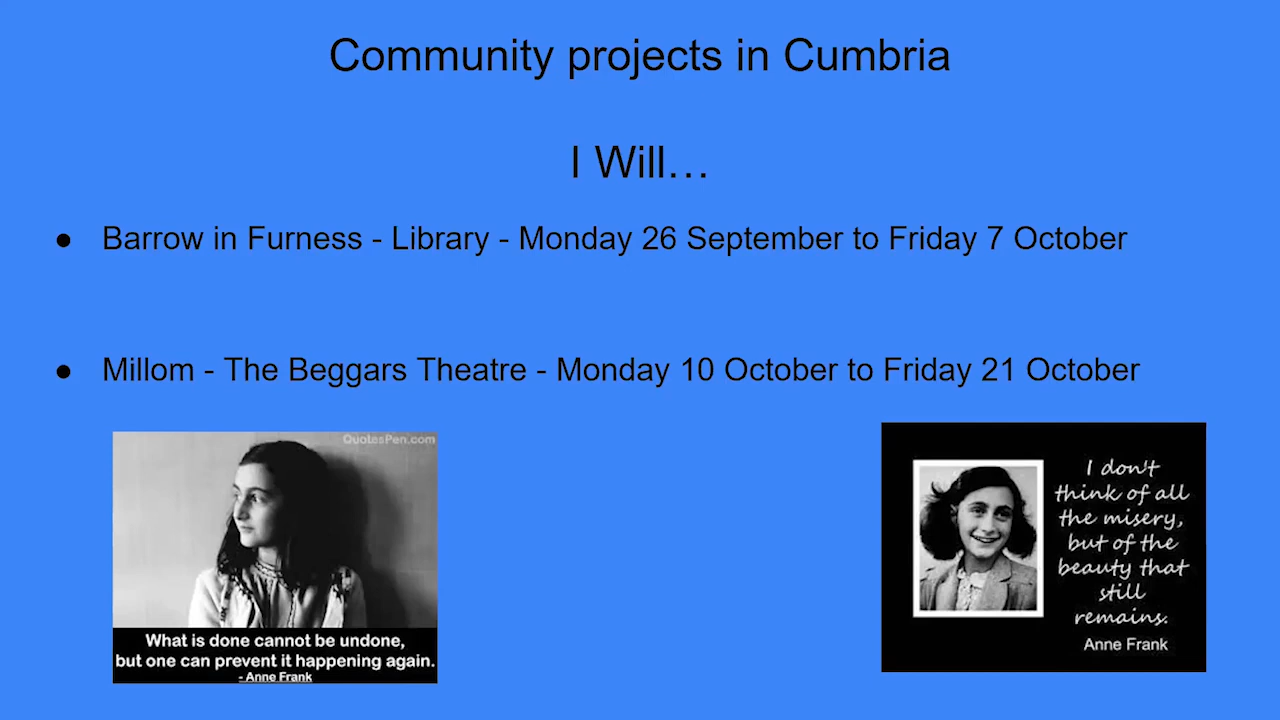 Community projects in Cumbria
I Will…
● Barrow in Furness - Library - Monday 26 September to Friday 7 October
● Millom - The Beggars Theatre - Monday 10 October to Friday 21 October
QuotesPen.com
What is done cannot be undone,
but one can prevent it happening again.
- Anne Frank
I don't
think of all
the misery,
but of the
beauty that
still
remains.
Anne Frank